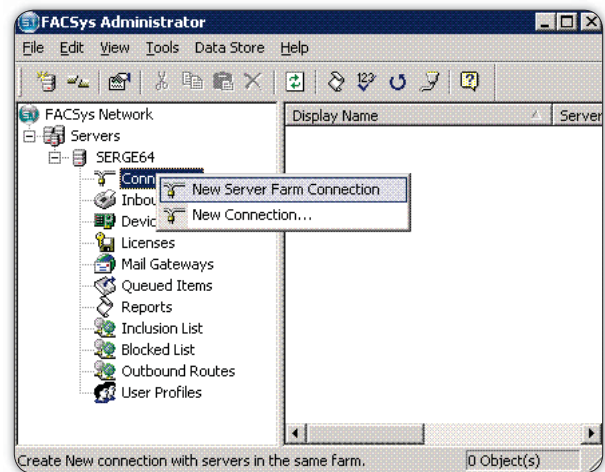 FACSys Administrator
File Edit View Tools Data Store Help
FACSys Network
Display Name
Server
Servers
SERGE64
New Server Farm Connection
New Connection...
Licenses
Mail Gateways
Queued Items
Reports
Inclusion List
Blocked List
Outbound Routes
User Profiles
Create New connection with servers in the same farm.
0 Object(s)